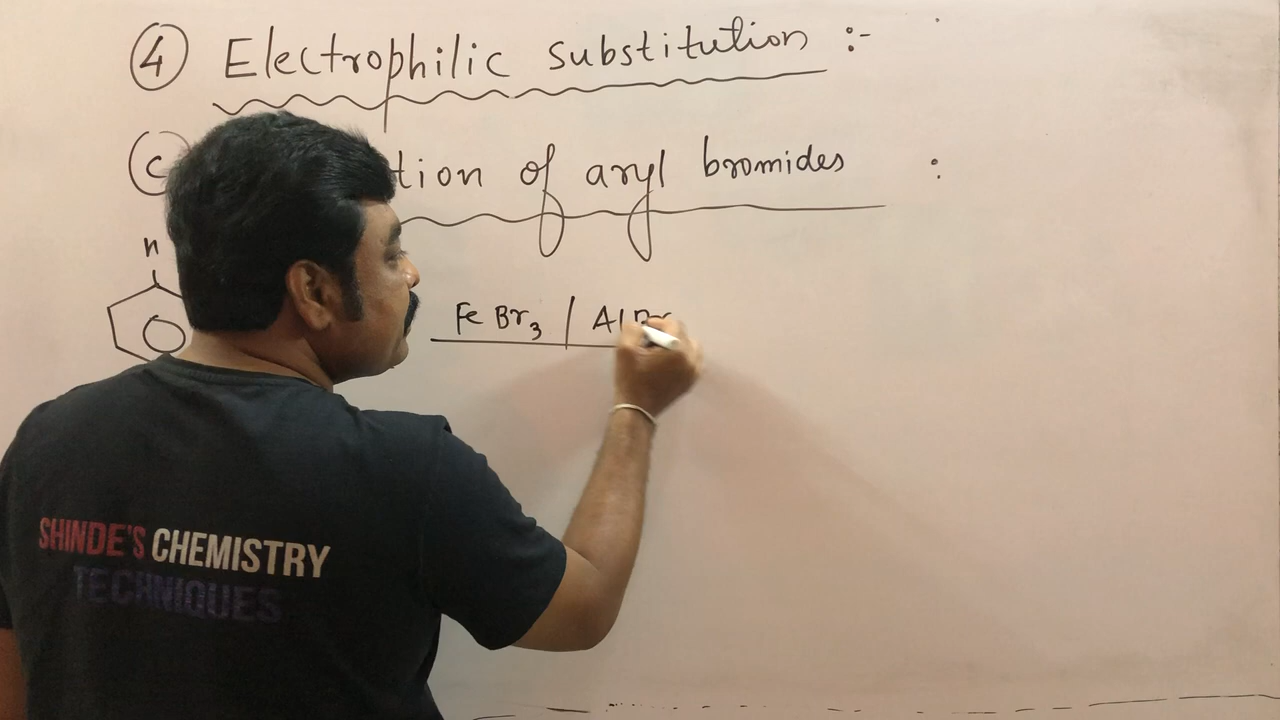 4 Electrophilic substitution :-
C tion of aryl bromides :
H
FeBr3 / AlBr
SHINDE'S CHEMISTRY
TECHNIQUES